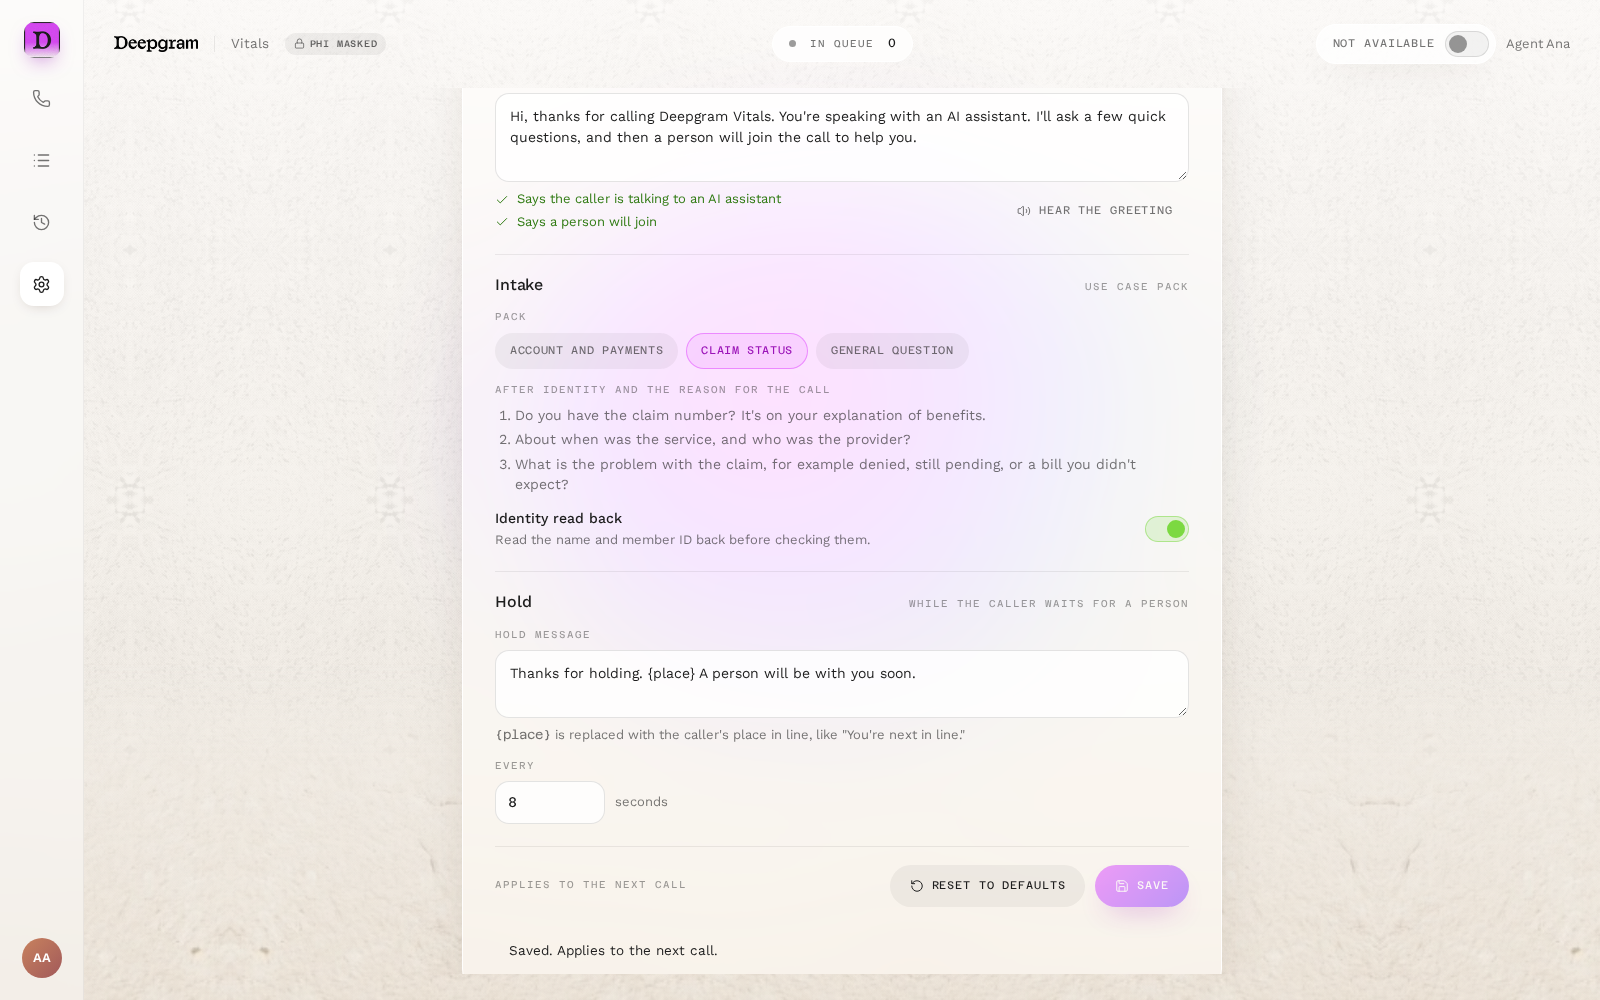 D
Deepgram
Vitals
PHI MASKED
IN QUEUE 0
NOT AVAILABLE
Agent Ana
Hi, thanks for calling Deepgram Vitals. You're speaking with an AI assistant. I'll ask a few quick
questions, and then a person will join the call to help you.
Says the caller is talking to an AI assistant
Says a person will join
HEAR THE GREETING
Intake
USE CASE PACK
PACK
ACCOUNT AND PAYMENTS
CLAIM STATUS
GENERAL QUESTION
AFTER IDENTITY AND THE REASON FOR THE CALL
1. Do you have the claim number? It's on your explanation of benefits.
2. About when was the service, and who was the provider?
3. What is the problem with the claim, for example denied, still pending, or a bill you didn't
expect?
Identity read back
Read the name and member ID back before checking them.
Hold
WHILE THE CALLER WAITS FOR A PERSON
HOLD MESSAGE
Thanks for holding. {place} A person will be with you soon.
{place} is replaced with the caller's place in line, like "You're next in line."
EVERY
8 seconds
APPLIES TO THE NEXT CALL
RESET TO DEFAULTS
SAVE
Saved. Applies to the next call.
AA